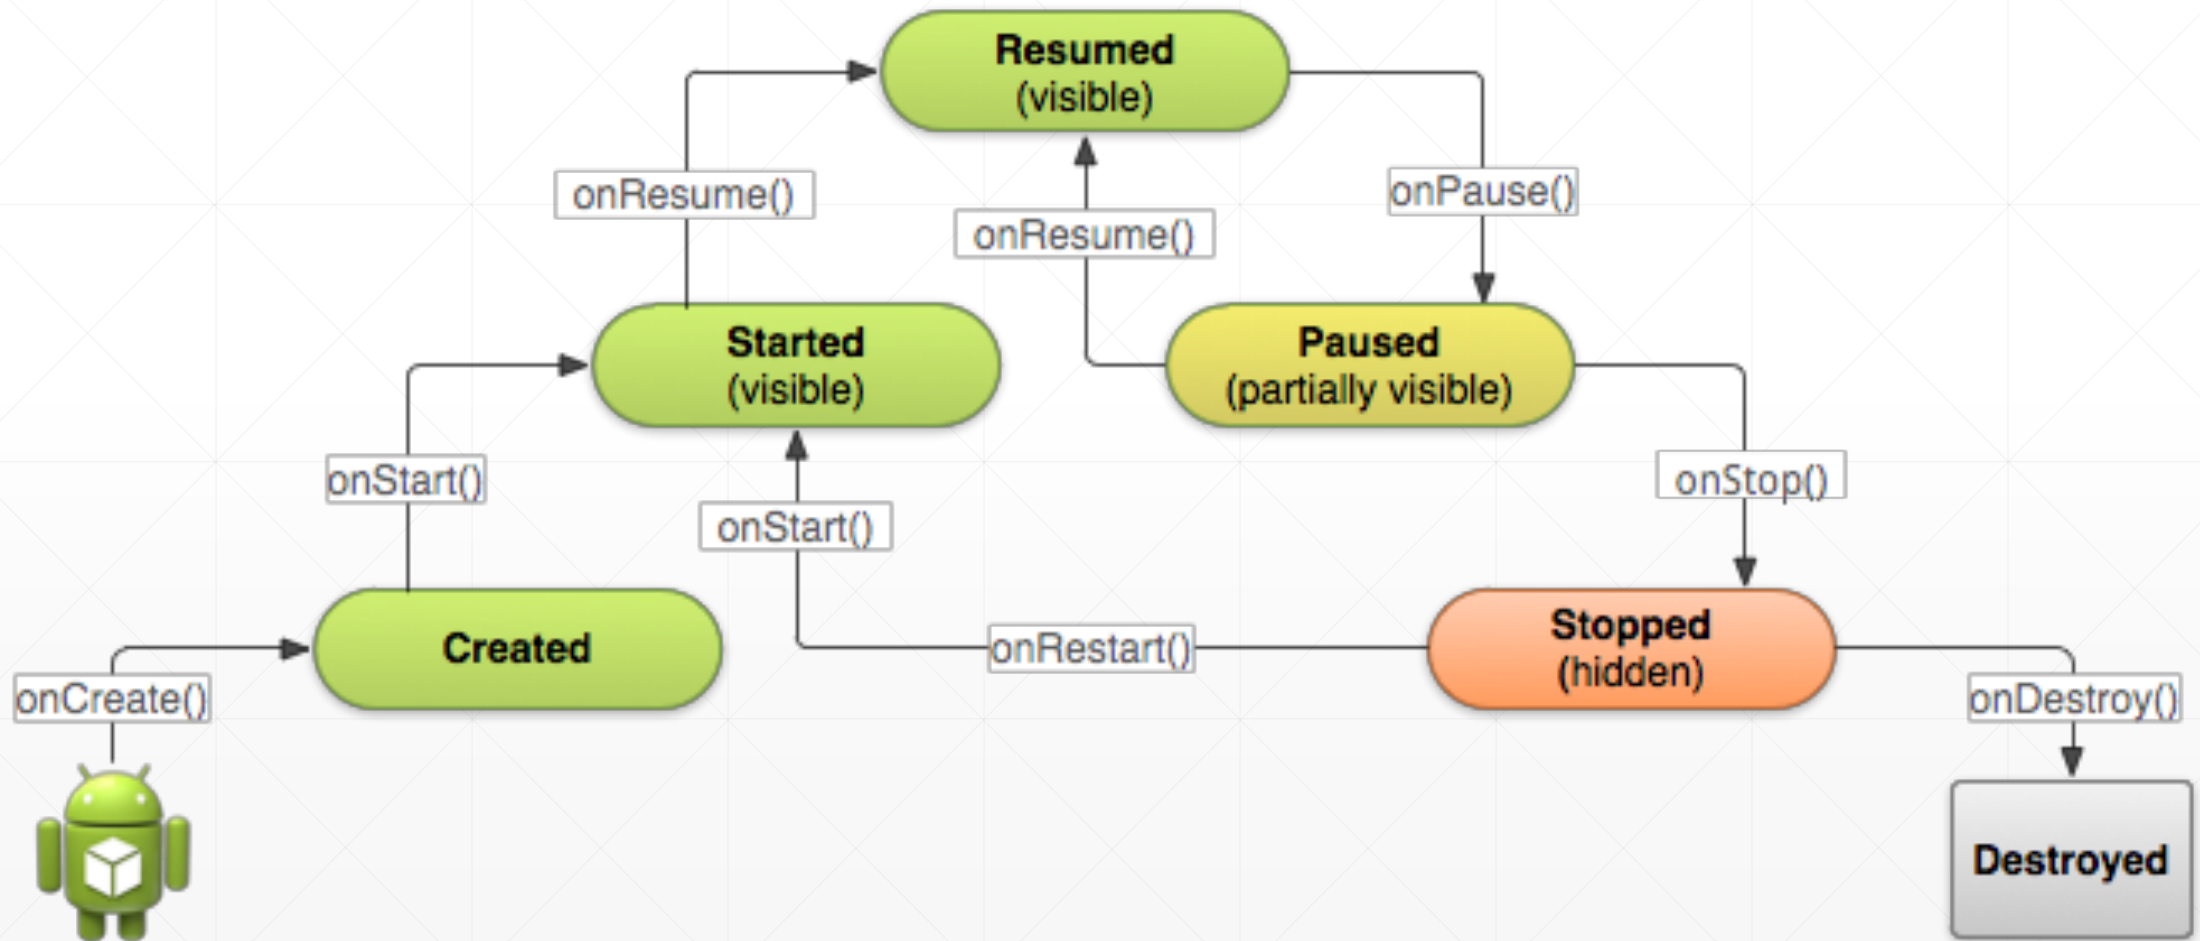 Resumed
(visible)
onResume()
onPause()
onResume()
Started
(visible)
Paused
(partially visible)
onStart()
onStop()
onStart()
Created
onRestart()
Stopped
(hidden)
onCreate()
onDestroy()
Destroyed